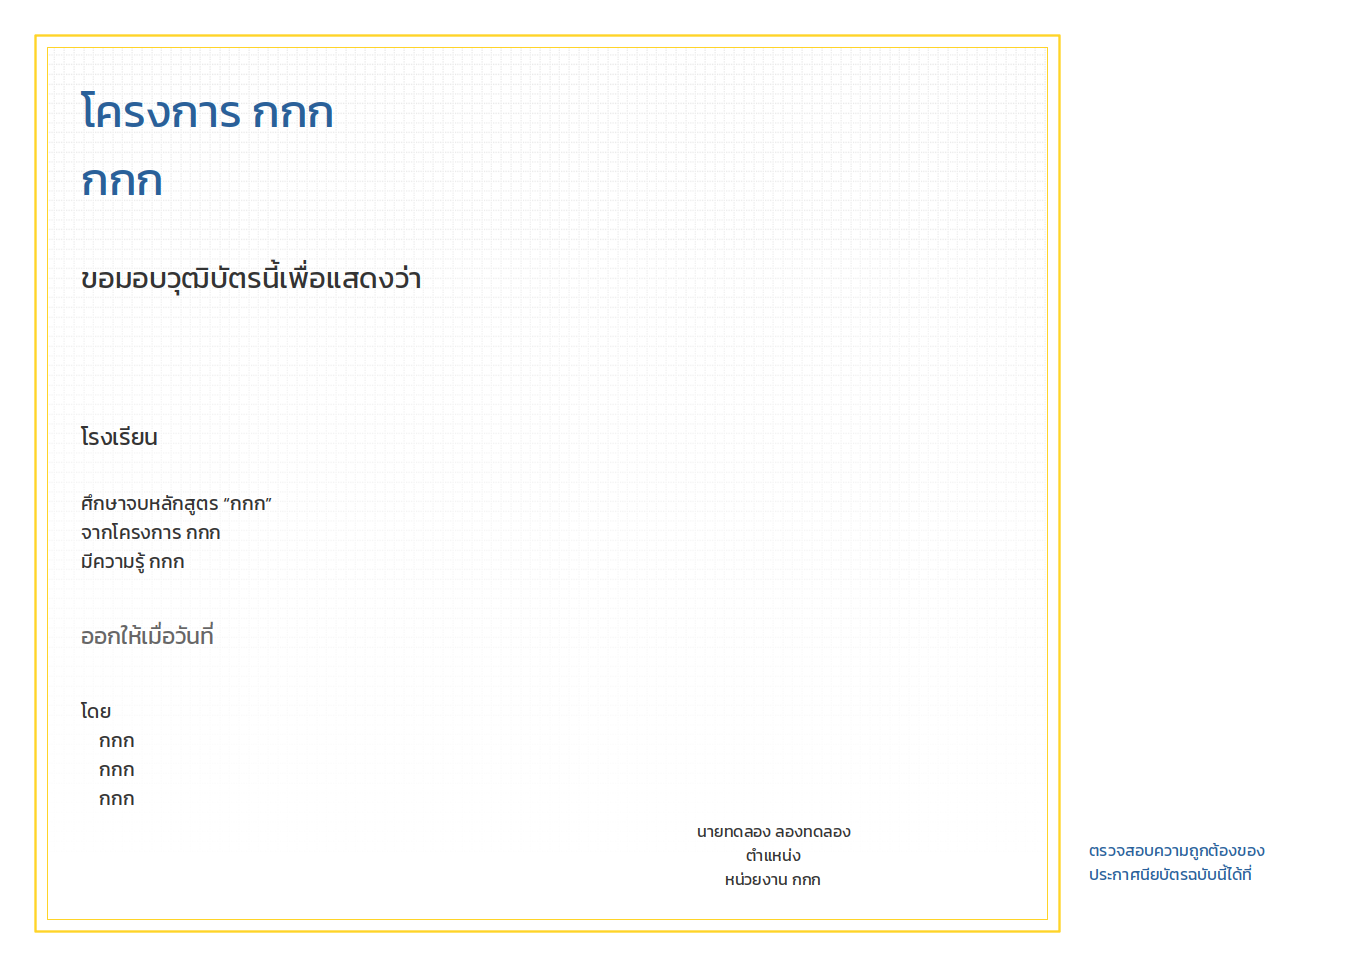 โครงการ กกก
กกก
ขอมอบวุฒิบัตรนี้เพื่อแสดงว่า
โรงเรียน
ศึกษาจบหลักสูตร “กกก”
จากโครงการ กกก
มีความรู้ กกก
ออกให้เมื่อวันที่
โดย
กกก
กกก
กกก
นายทดลอง ลองทดลอง
ตำแหน่ง
หน่วยงาน กกก
ตรวจสอบความถูกต้องของ
ประกาศนียบัตรฉบับนี้ได้ที่